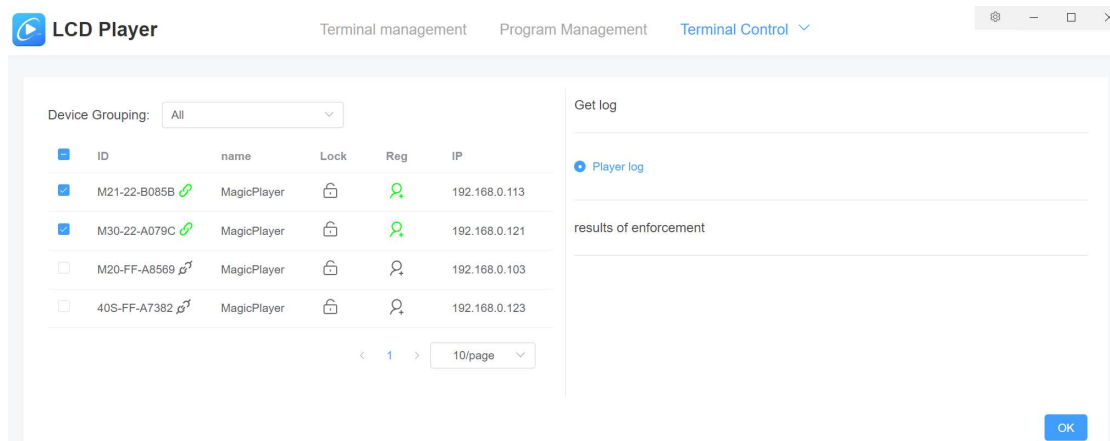 LCD Player
Terminal management Program Management Terminal Control
Device Grouping: All
ID name Lock Reg IP
M21-22-B085B MagicPlayer 192.168.0.113
M30-22-A079C MagicPlayer 192.168.0.121
M20-FF-A8569 MagicPlayer 192.168.0.103
40S-FF-A7382 MagicPlayer 192.168.0.123
1 10/page
Get log
Player log
results of enforcement
OK